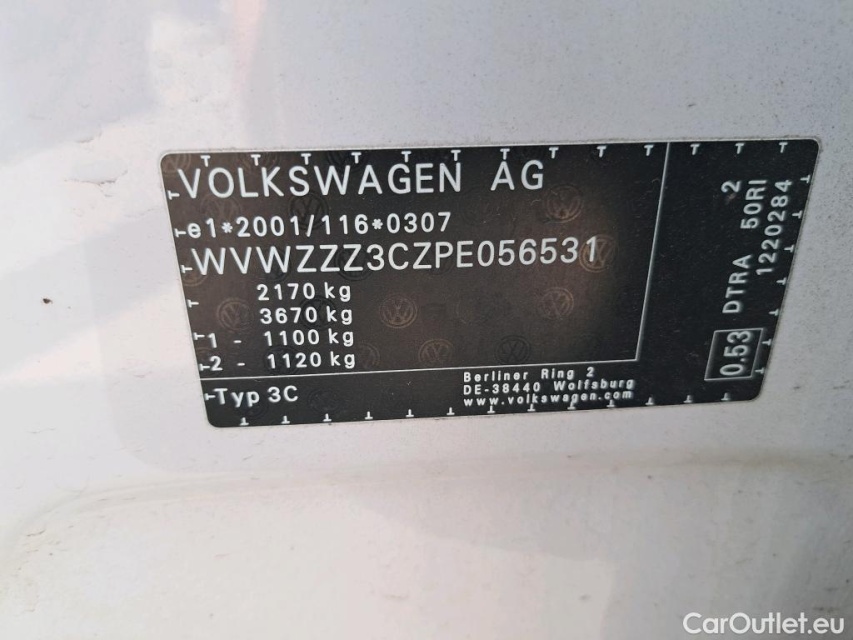 VOLKSWAGEN AG
e1*2001/116*0307
WVWZZZ3CZPE056531
2170 kg
3670 kg
1 - 1100 kg
2 - 1120 kg
Typ 3C
Berliner Ring 2
DE-38440 Wolfsburg
www.volkswagen.com
0.53
DTRA 2
50RI
1220284
CarOutlet.eu